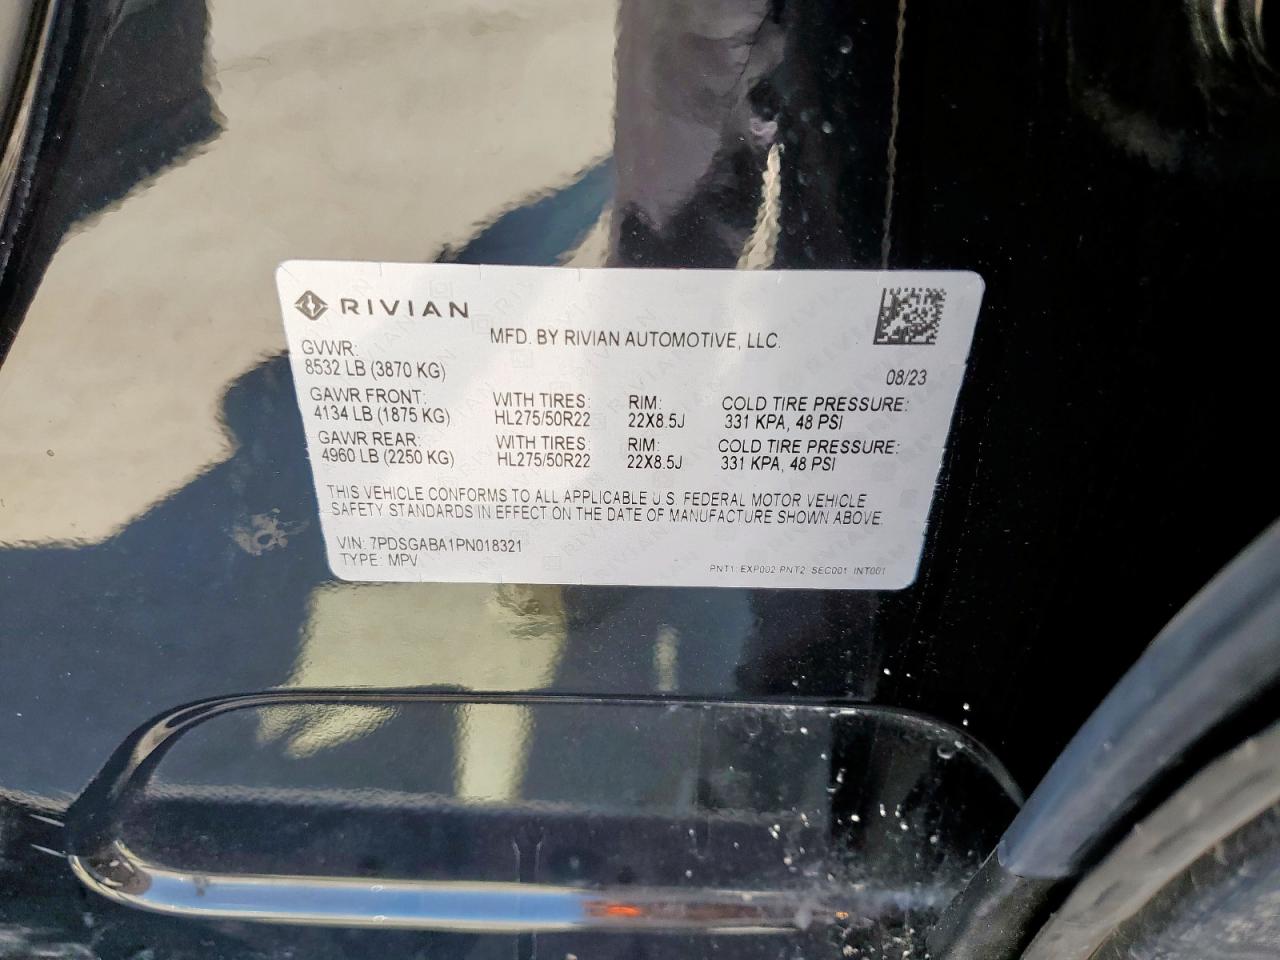 RIVIAN
MFD. BY RIVIAN AUTOMOTIVE, LLC.
GVWR:
8532 LB (3870 KG)
08/23
GAWR FRONT: WITH TIRES: RIM: COLD TIRE PRESSURE:
4134 LB (1875 KG) HL275/50R22 22X8.5J 331 KPA, 48 PSI
GAWR REAR: WITH TIRES: RIM: COLD TIRE PRESSURE:
4960 LB (2250 KG) HL275/50R22 22X8.5J 331 KPA, 48 PSI
THIS VEHICLE CONFORMS TO ALL APPLICABLE U.S. FEDERAL MOTOR VEHICLE
SAFETY STANDARDS IN EFFECT ON THE DATE OF MANUFACTURE SHOWN ABOVE.
VIN: 7PDSGABA1PN018321
TYPE: MPV
PNT1: EXP002 PNT2: SEC001 INT001